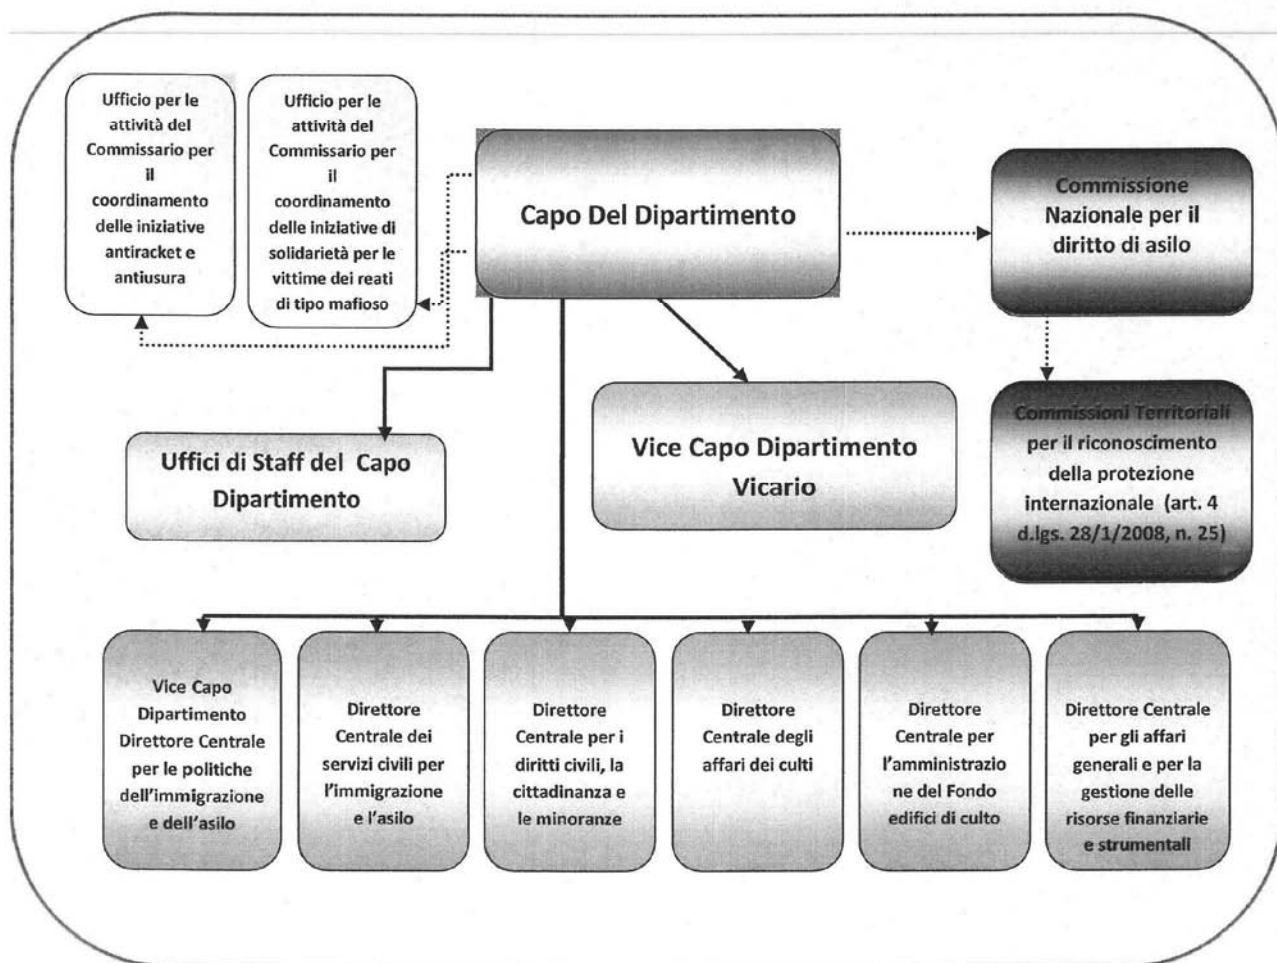 Ufficio per le
attività del
Commissario per
il
coordinamento
delle iniziative
antiracket e
antiusura
Ufficio per le
attività del
Commissario per
il
coordinamento
delle iniziative di
solidarietà per le
vittime dei reati
di tipo mafioso
Capo Del Dipartimento
Commissione
Nazionale per il
diritto di asilo
Uffici di Staff del Capo
Dipartimento
Vice Capo Dipartimento
Vicario
Commissioni Territoriali
per il riconoscimento
della protezione
internazionale (art. 4
d.lgs. 28/1/2008, n. 25)
Vice Capo
Dipartimento
Direttore Centrale
per le politiche
dell'immigrazione
e dell'asilo
Direttore
Centrale dei
servizi civili per
l'immigrazione
e l'asilo
Direttore
Centrale per i
diritti civili, la
cittadinanza e
le minoranze
Direttore
Centrale degli
affari dei culti
Direttore
Centrale per
l'amministrazio
ne del Fondo
edifici di culto
Direttore Centrale
per gli affari
generali e per la
gestione delle
risorse finanziarie
e strumentali